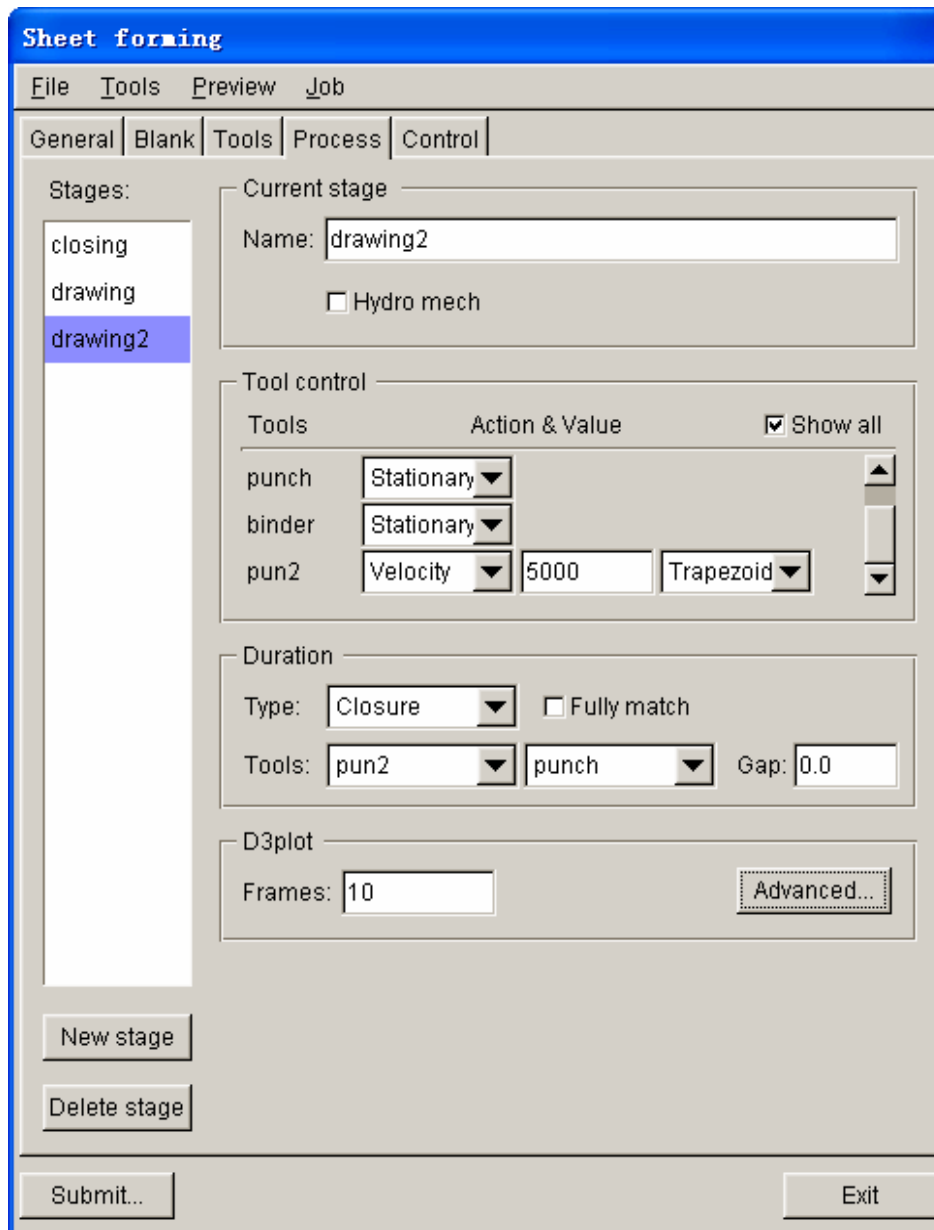 Sheet forming
File Tools Preview Job
General Blank Tools Process Control
Stages:
closing
drawing
drawing2
New stage
Delete stage
Current stage
Name: drawing2
Hydro mech
Tool control
Tools Action & Value Show all
punch Stationary
binder Stationary
pun2 Velocity 5000 Trapezoid
Duration
Type: Closure Fully match
Tools: pun2 punch Gap: 0.0
D3plot
Frames: 10 Advanced...
Submit... Exit